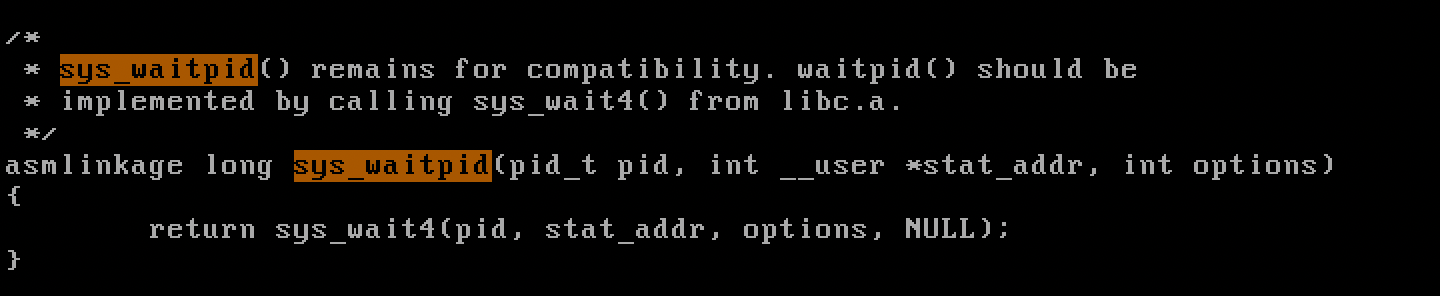 /*
 * sys_waitpid() remains for compatibility. waitpid() should be
 * implemented by calling sys_wait4() from libc.a.
 */
asmlinkage long sys_waitpid(pid_t pid, int __user *stat_addr, int options)
{
        return sys_wait4(pid, stat_addr, options, NULL);
}